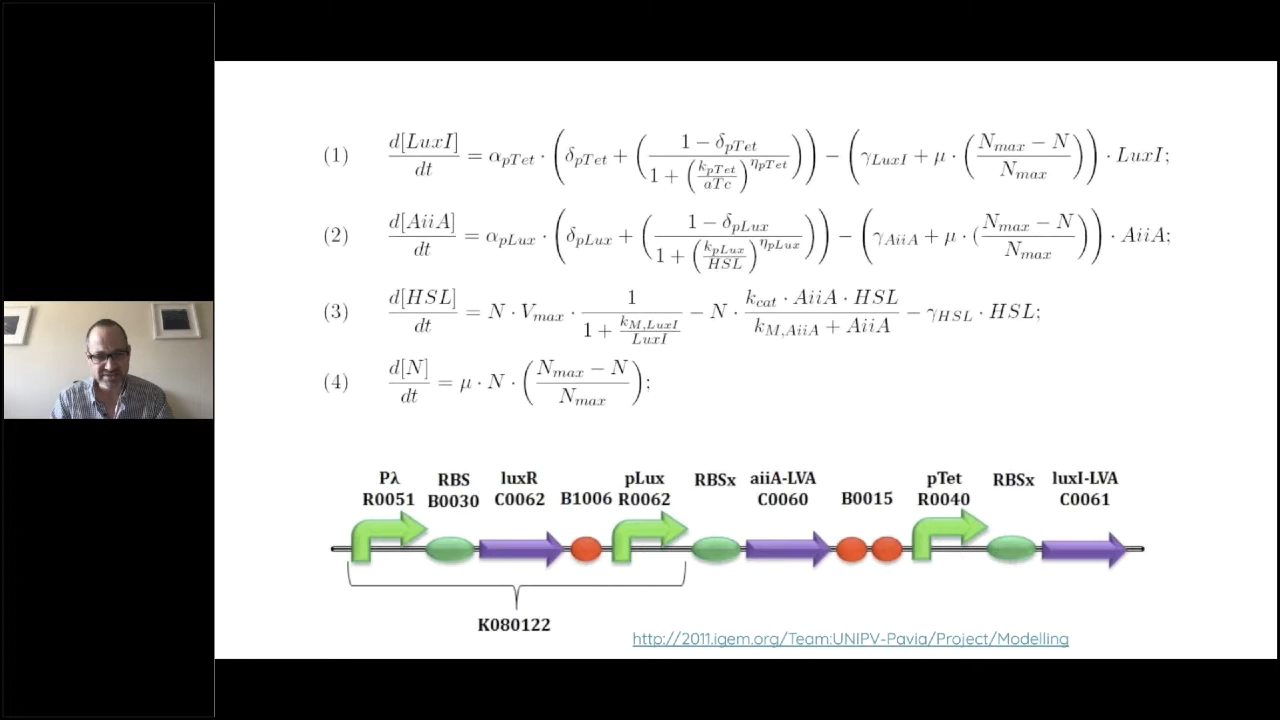 (1) d[LuxI]/dt = α_pTet · (δ_pTet + ((1 − δ_pTet)/(1 + (k_pTet/aTc)^η_pTet))) − (γ_LuxI + μ · ((N_max − N)/N_max)) · LuxI;
(2) d[AiiA]/dt = α_pLux · (δ_pLux + ((1 − δ_pLux)/(1 + (k_pLux/HSL)^η_pLux))) − (γ_AiiA + μ · ((N_max − N)/N_max)) · AiiA;
(3) d[HSL]/dt = N · V_max · 1/(1 + k_M,LuxI/LuxI) − N · (k_cat · AiiA · HSL)/(k_M,AiiA + AiiA) − γ_HSL · HSL;
(4) d[N]/dt = μ · N · ((N_max − N)/N_max);
Pλ RBS luxR pLux RBSx aiiA-LVA pTet RBSx luxI-LVA
R0051 B0030 C0062 B1006 R0062 C0060 B0015 R0040 C0061
K080122
http://2011.igem.org/Team:UNIPV-Pavia/Project/Modelling